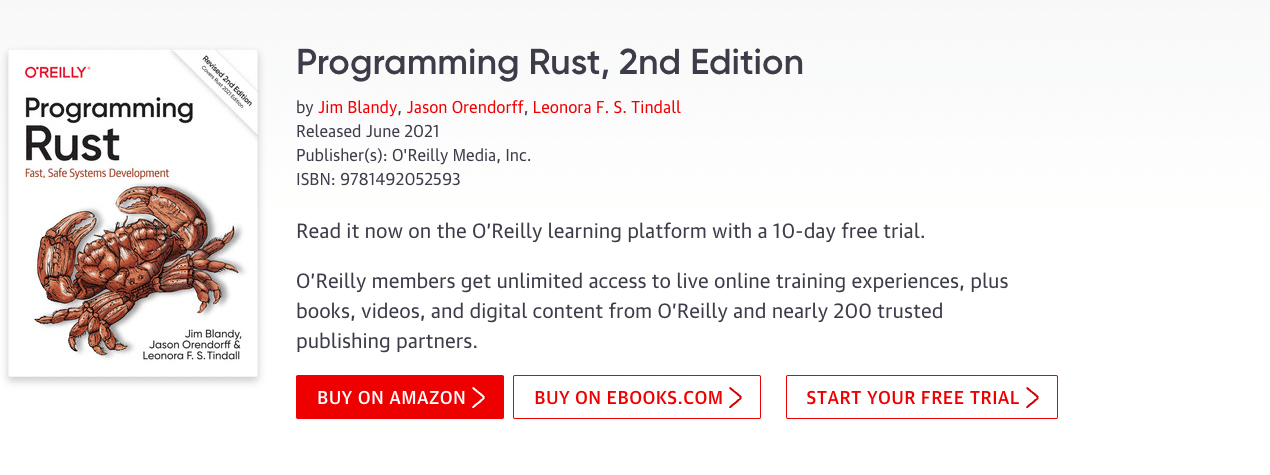 O'REILLY®
Revised 2nd Edition
Covers Rust 2021 Edition
Programming
Rust
Fast, Safe Systems Development
Jim Blandy,
Jason Orendorff &
Leonora F. S. Tindall
Programming Rust, 2nd Edition
by Jim Blandy, Jason Orendorff, Leonora F. S. Tindall
Released June 2021
Publisher(s): O'Reilly Media, Inc.
ISBN: 9781492052593
Read it now on the O’Reilly learning platform with a 10-day free trial.
O’Reilly members get unlimited access to live online training experiences, plus
books, videos, and digital content from O’Reilly and nearly 200 trusted
publishing partners.
BUY ON AMAZON
BUY ON EBOOKS.COM
START YOUR FREE TRIAL